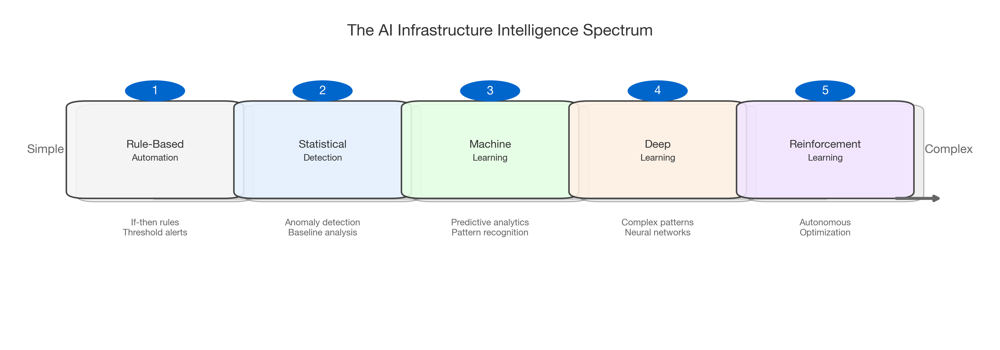 The AI Infrastructure Intelligence Spectrum
1
2
3
4
5
Simple
Rule-Based
Automation
Statistical
Detection
Machine
Learning
Deep
Learning
Reinforcement
Learning
Complex
If-then rules
Threshold alerts
Anomaly detection
Baseline analysis
Predictive analytics
Pattern recognition
Complex patterns
Neural networks
Autonomous
Optimization